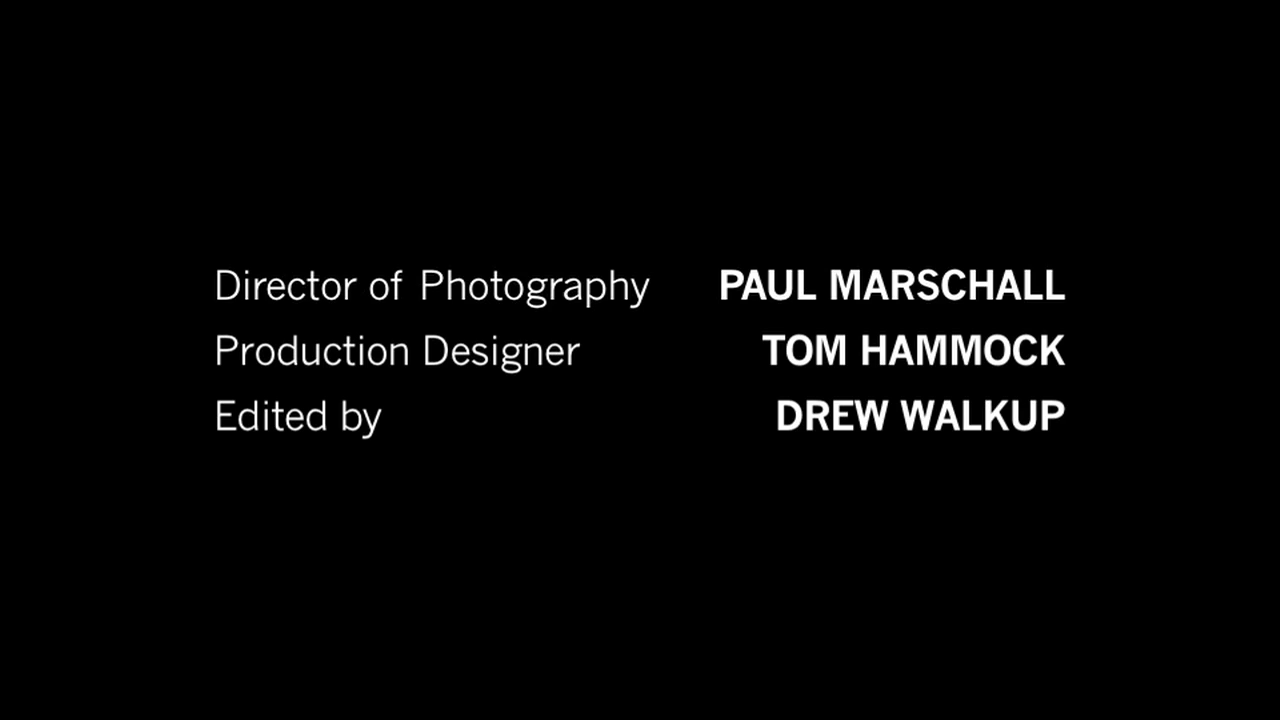 Director of Photography PAUL MARSCHALL
Production Designer TOM HAMMOCK
Edited by DREW WALKUP